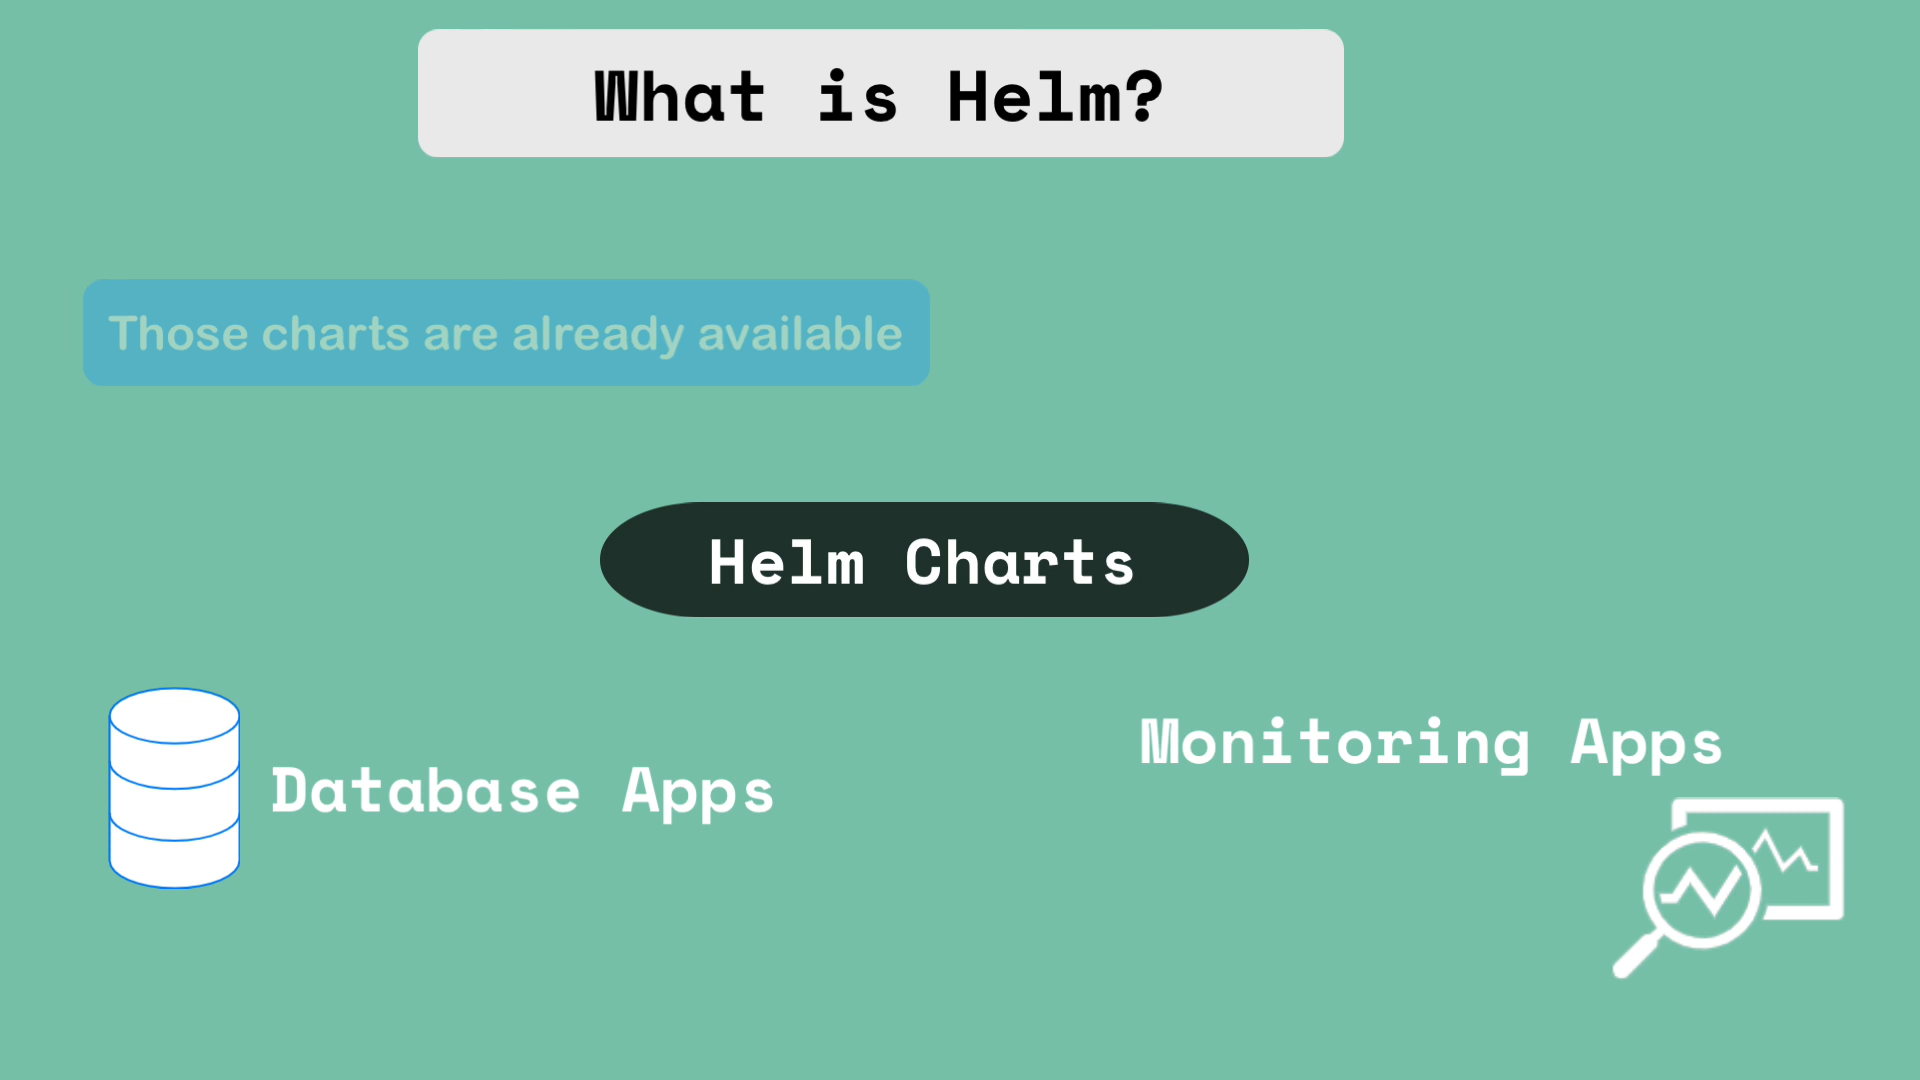 What is Helm?
Those charts are already available
Helm Charts
Database Apps
Monitoring Apps